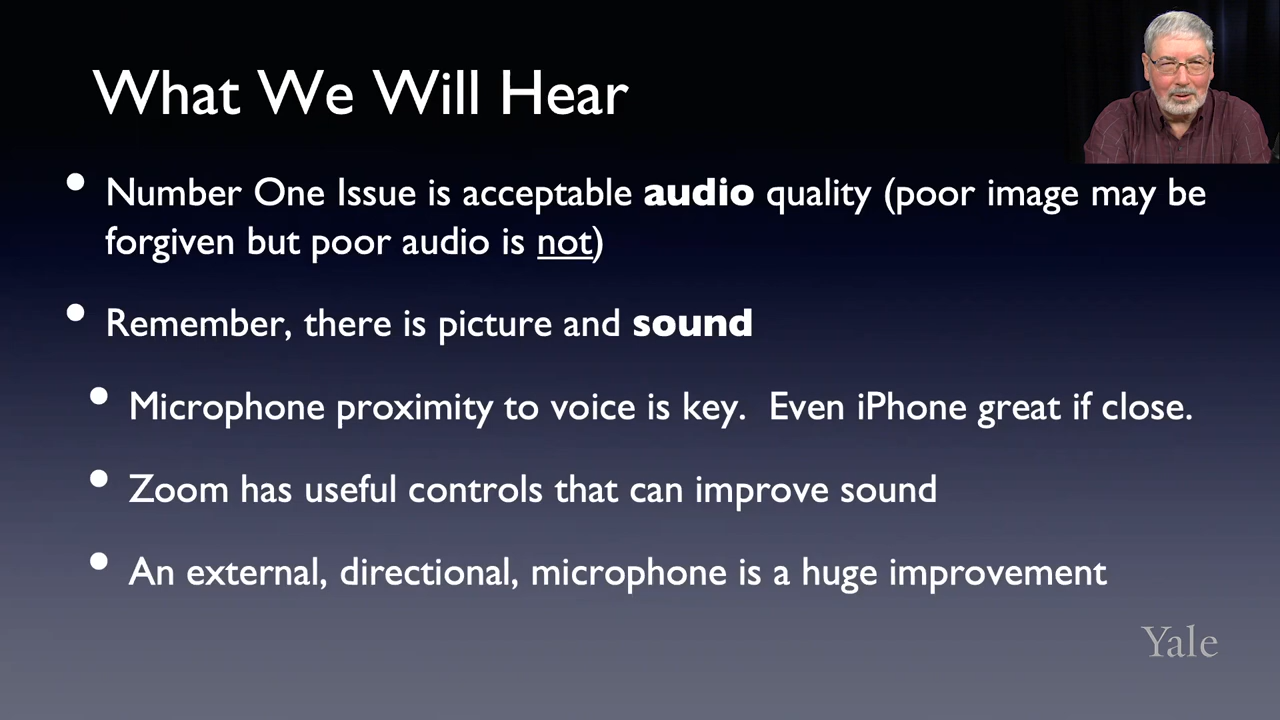 What We Will Hear
• Number One Issue is acceptable audio quality (poor image may be
forgiven but poor audio is not)
• Remember, there is picture and sound
• Microphone proximity to voice is key.  Even iPhone great if close.
• Zoom has useful controls that can improve sound
• An external, directional, microphone is a huge improvement
Yale